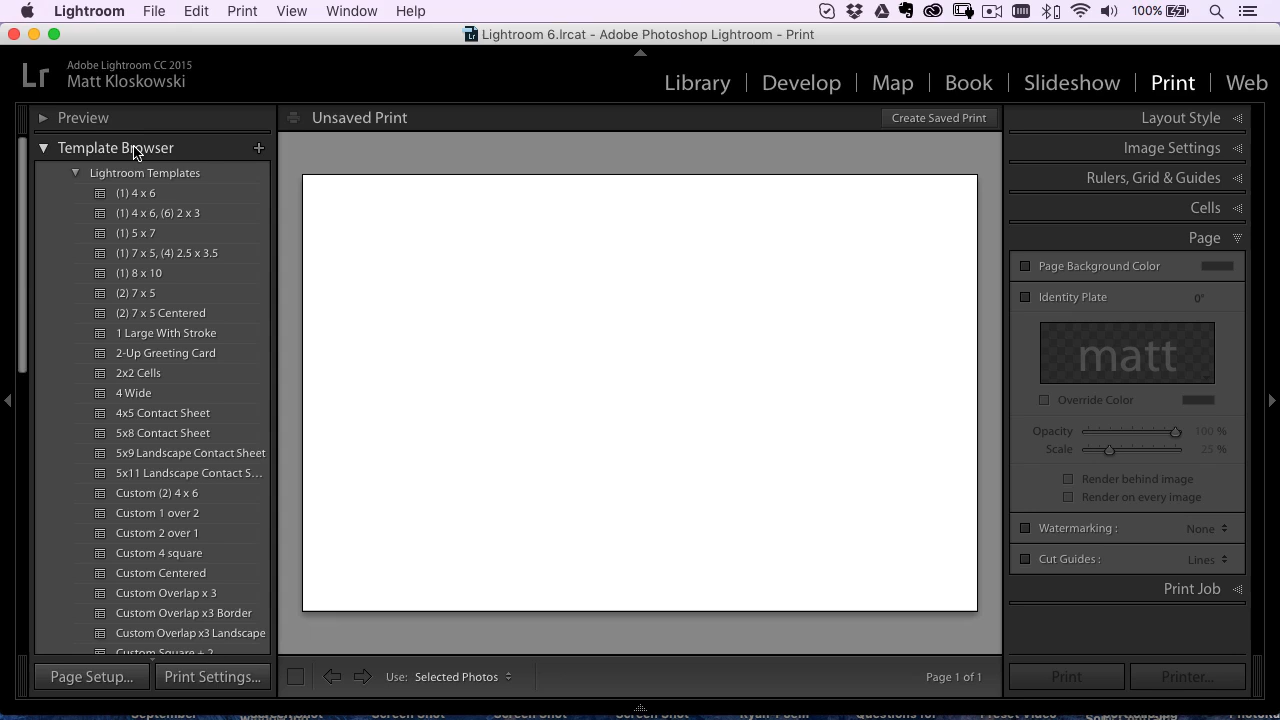 Lightroom File Edit Print View Window Help
100%
Lightroom 6.lrcat - Adobe Photoshop Lightroom - Print
Lr
Adobe Lightroom CC 2015
Matt Kloskowski
Library Develop Map Book Slideshow Print Web
Preview
Template Browser +
Lightroom Templates
(1) 4 x 6
(1) 4 x 6, (6) 2 x 3
(1) 5 x 7
(1) 7 x 5, (4) 2.5 x 3.5
(1) 8 x 10
(2) 7 x 5
(2) 7 x 5 Centered
1 Large With Stroke
2-Up Greeting Card
2x2 Cells
4 Wide
4x5 Contact Sheet
5x8 Contact Sheet
5x9 Landscape Contact Sheet
5x11 Landscape Contact S...
Custom (2) 4 x 6
Custom 1 over 2
Custom 2 over 1
Custom 4 square
Custom Centered
Custom Overlap x 3
Custom Overlap x3 Border
Custom Overlap x3 Landscape
Custom Square + 2
Page Setup... Print Settings...
Unsaved Print
Create Saved Print
Use: Selected Photos
Page 1 of 1
Layout Style
Image Settings
Rulers, Grid & Guides
Cells
Page
Page Background Color
Identity Plate 0°
matt
Override Color
Opacity 100 %
Scale 25 %
Render behind image
Render on every image
Watermarking : None
Cut Guides : Lines
Print Job
Print Printer...